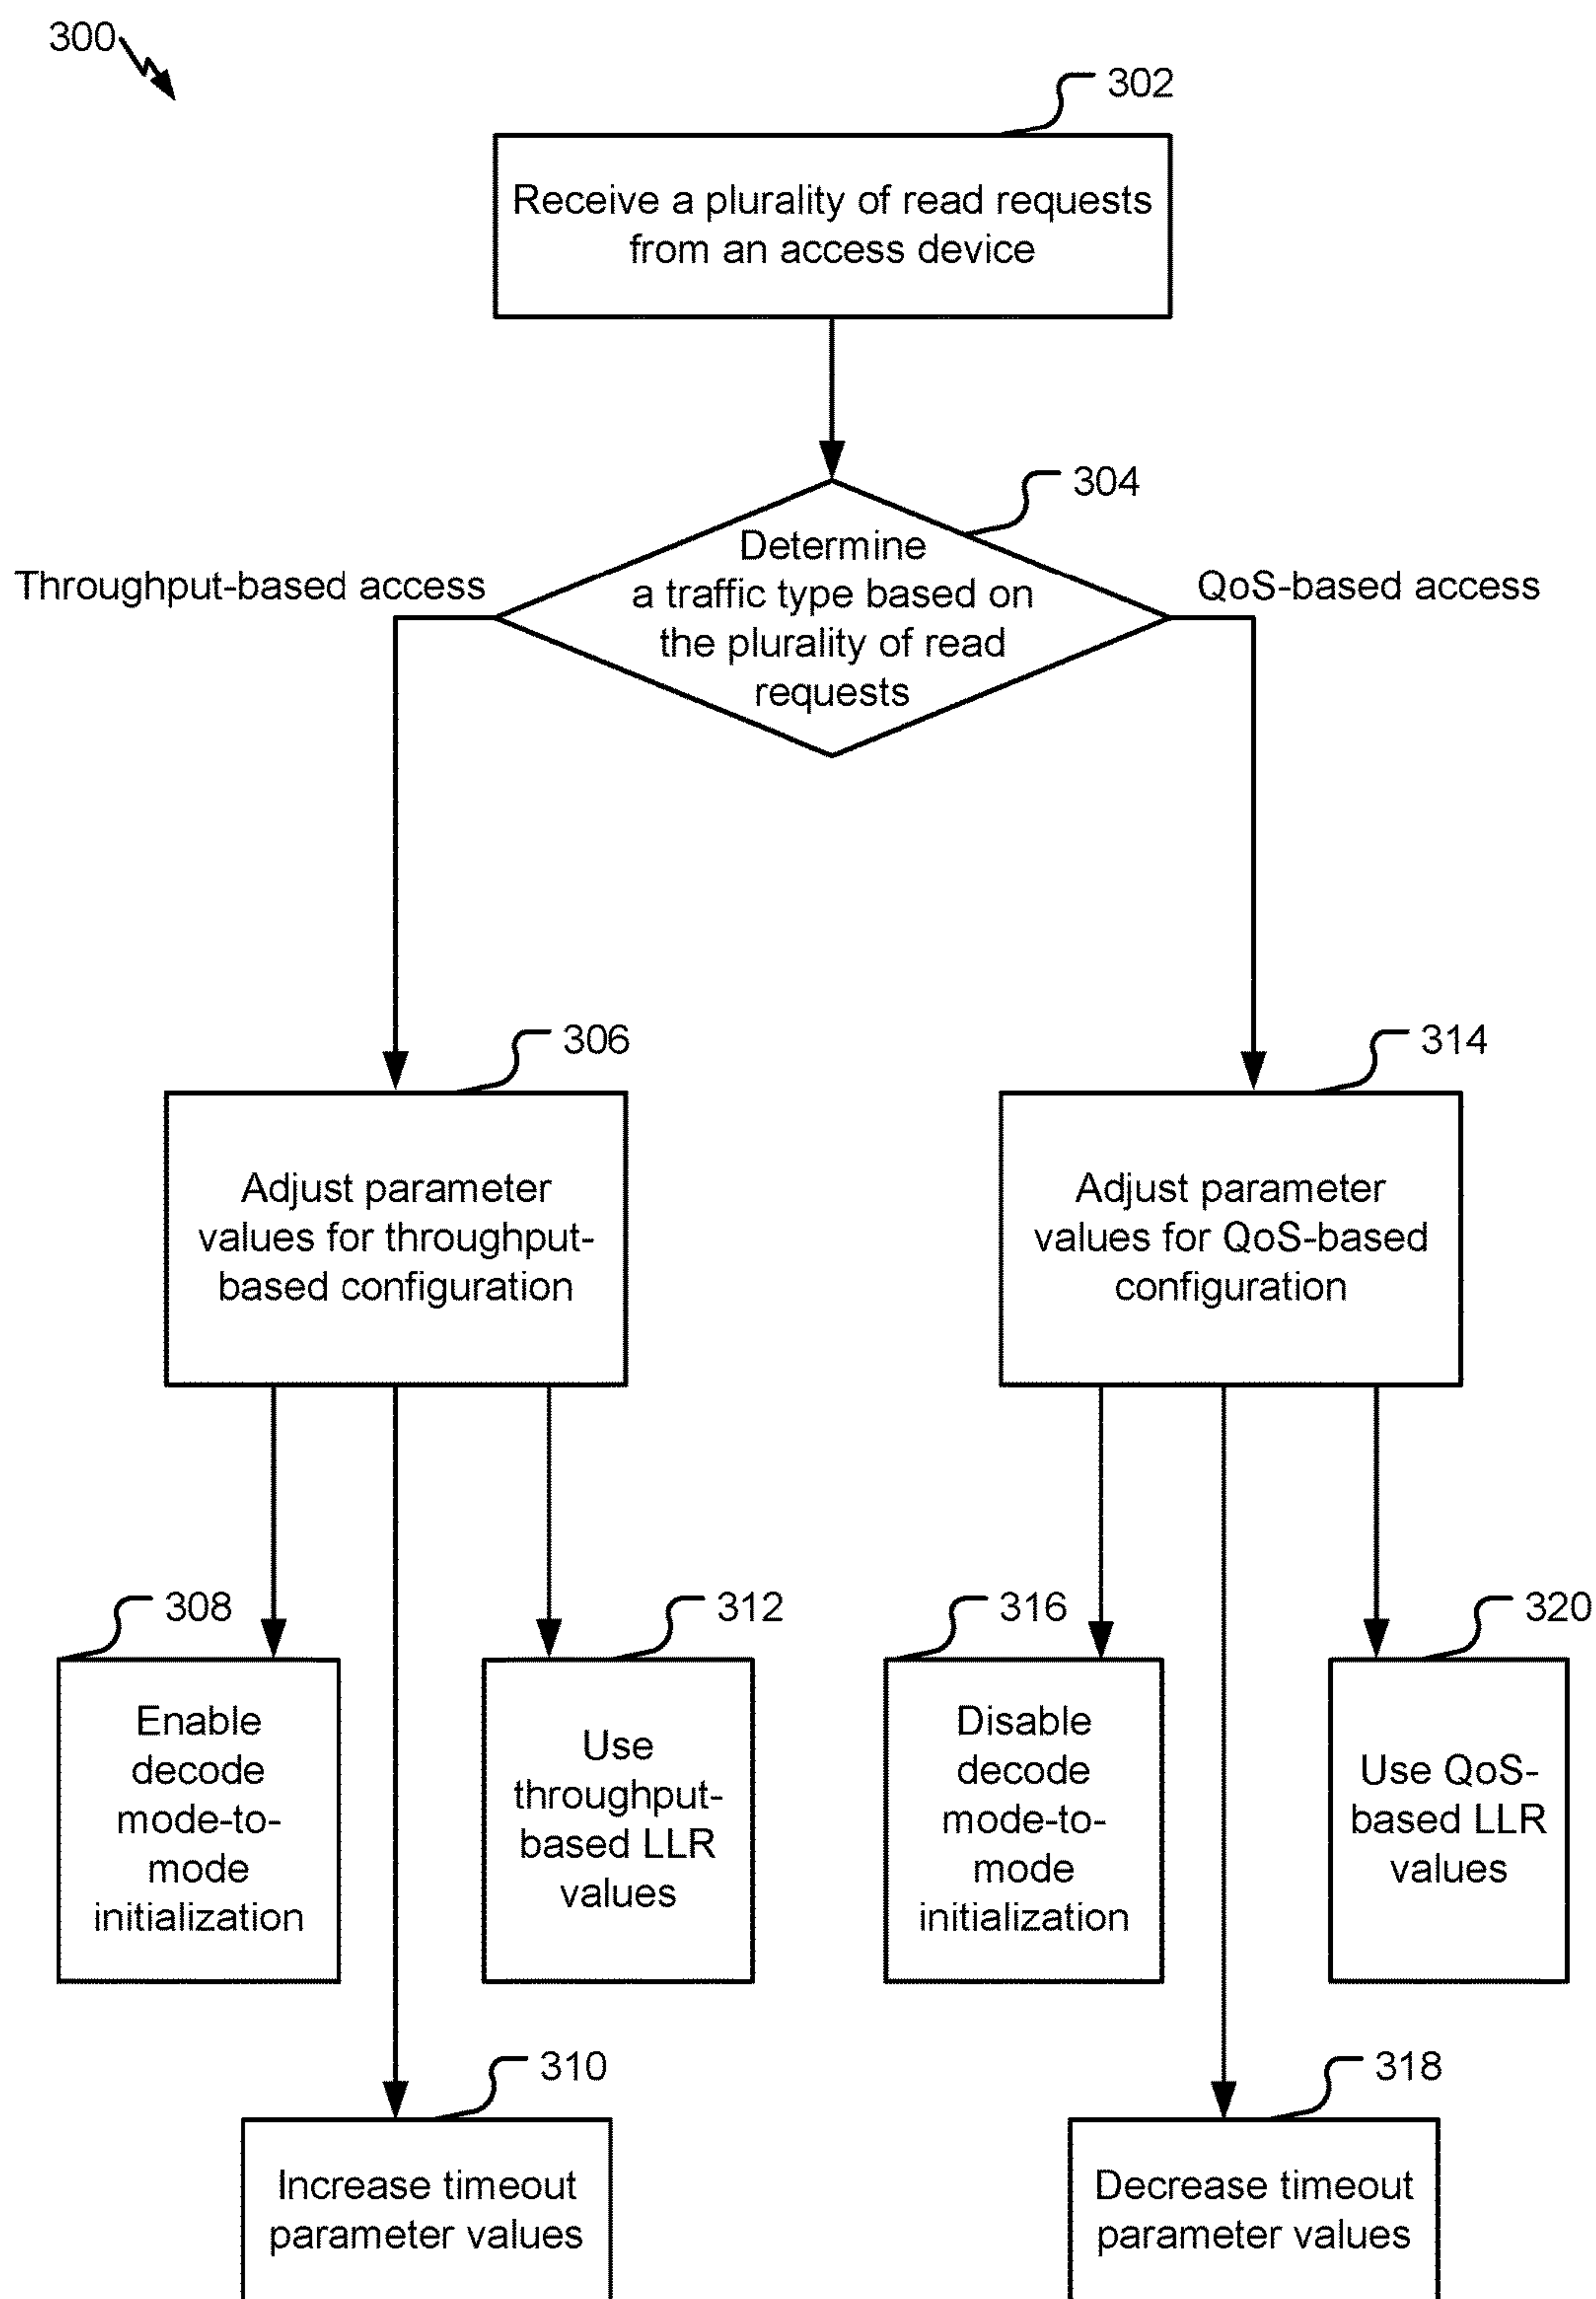 300
302
Receive a plurality of read requests
from an access device
304
Determine
a traffic type based on
the plurality of read
requests
Throughput-based access
QoS-based access
306
Adjust parameter
values for throughput-
based configuration
314
Adjust parameter
values for QoS-based
configuration
308
Enable
decode
mode-to-
mode
initialization
312
Use
throughput-
based LLR
values
316
Disable
decode
mode-to-
mode
initialization
320
Use QoS-
based LLR
values
310
Increase timeout
parameter values
318
Decrease timeout
parameter values